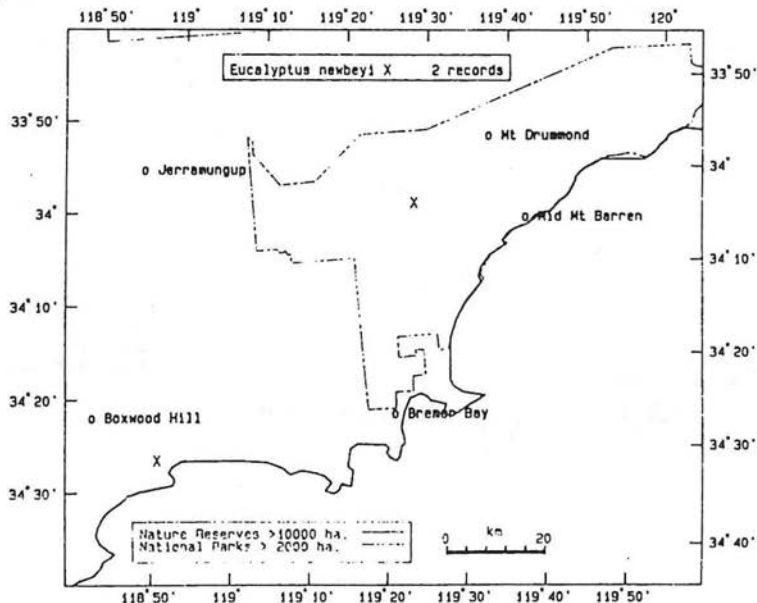 118°50' 119° 119°10' 119°20' 119°30' 119°40' 119°50' 120°
Eucalyptus newbeyi X 2 records
33°50'
33°50'
o Mt Drummond
o Jerramungup
34°
34°
X
o Mid Mt Barren
34°10'
34°10'
34°20'
34°20'
o Bremer Bay
o Boxwood Hill
34°30'
X
34°30'
Nature Reserves >10000 ha.
National Parks > 2000 ha.
km
0 20
34°40'
118°50' 119° 119°10' 119°20' 119°30' 119°40' 119°50'